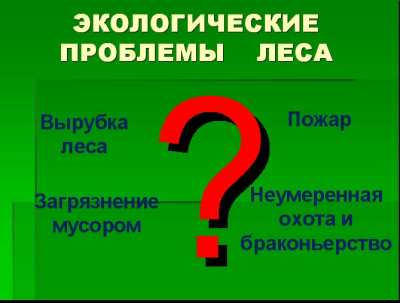 ЭКОЛОГИЧЕСКИЕ
ПРОБЛЕМЫ ЛЕСА
Вырубка
леса
?
Пожар
Загрязнение
мусором
Неумеренная
охота и
браконьерство